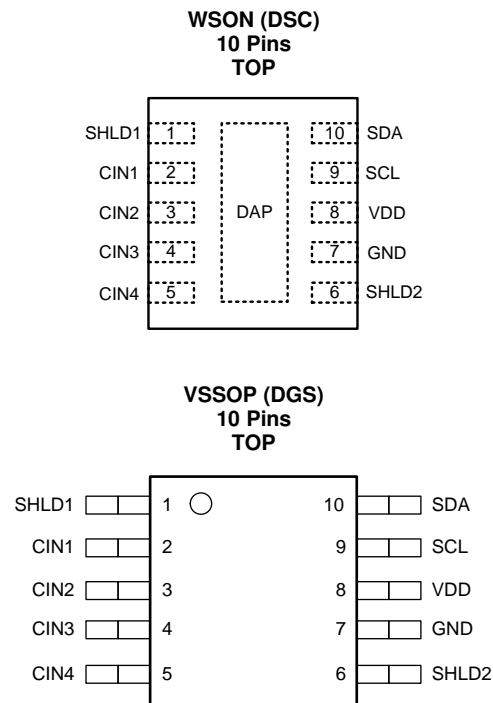 WSON (DSC)
10 Pins
TOP
SHLD1 1 10 SDA
CIN1 2 9 SCL
CIN2 3 DAP 8 VDD
CIN3 4 7 GND
CIN4 5 6 SHLD2
VSSOP (DGS)
10 Pins
TOP
SHLD1 1 10 SDA
CIN1 2 9 SCL
CIN2 3 8 VDD
CIN3 4 7 GND
CIN4 5 6 SHLD2